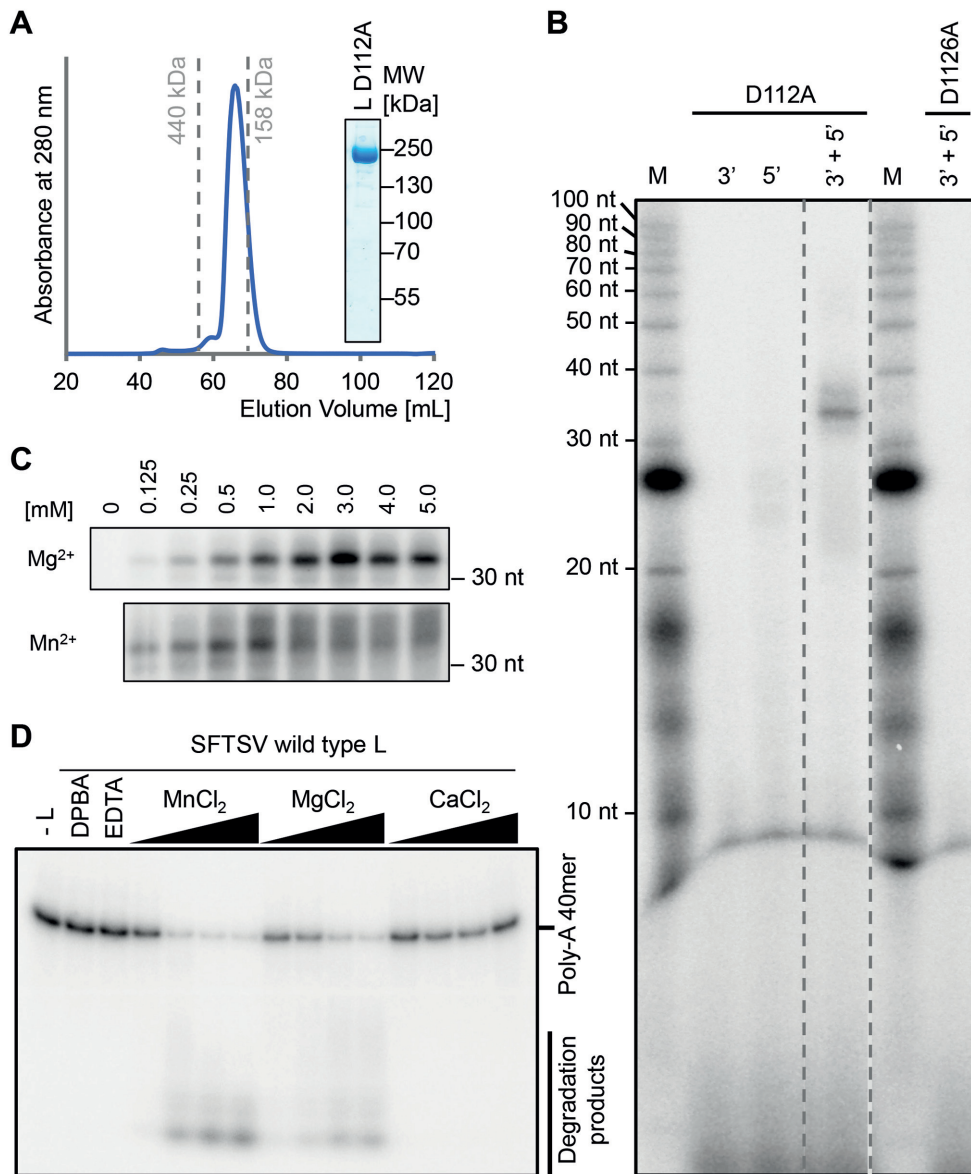 A
Absorbance at 280 nm
440 kDa
158 kDa
L D112A
MW
[kDa]
250
130
100
70
55
20 40 60 80 100 120
Elution Volume [mL]
B
D112A
D1126A
M 3’ 5’ 3’ + 5’ M 3’ + 5’
100 nt
90 nt
80 nt
70 nt
60 nt
50 nt
40 nt
30 nt
20 nt
10 nt
C
[mM] 0 0.125 0.25 0.5 1.0 2.0 3.0 4.0 5.0
Mg²⁺
30 nt
Mn²⁺
30 nt
D
SFTSV wild type L
- L DPBA EDTA MnCl₂ MgCl₂ CaCl₂
Poly-A 40mer
Degradation
products